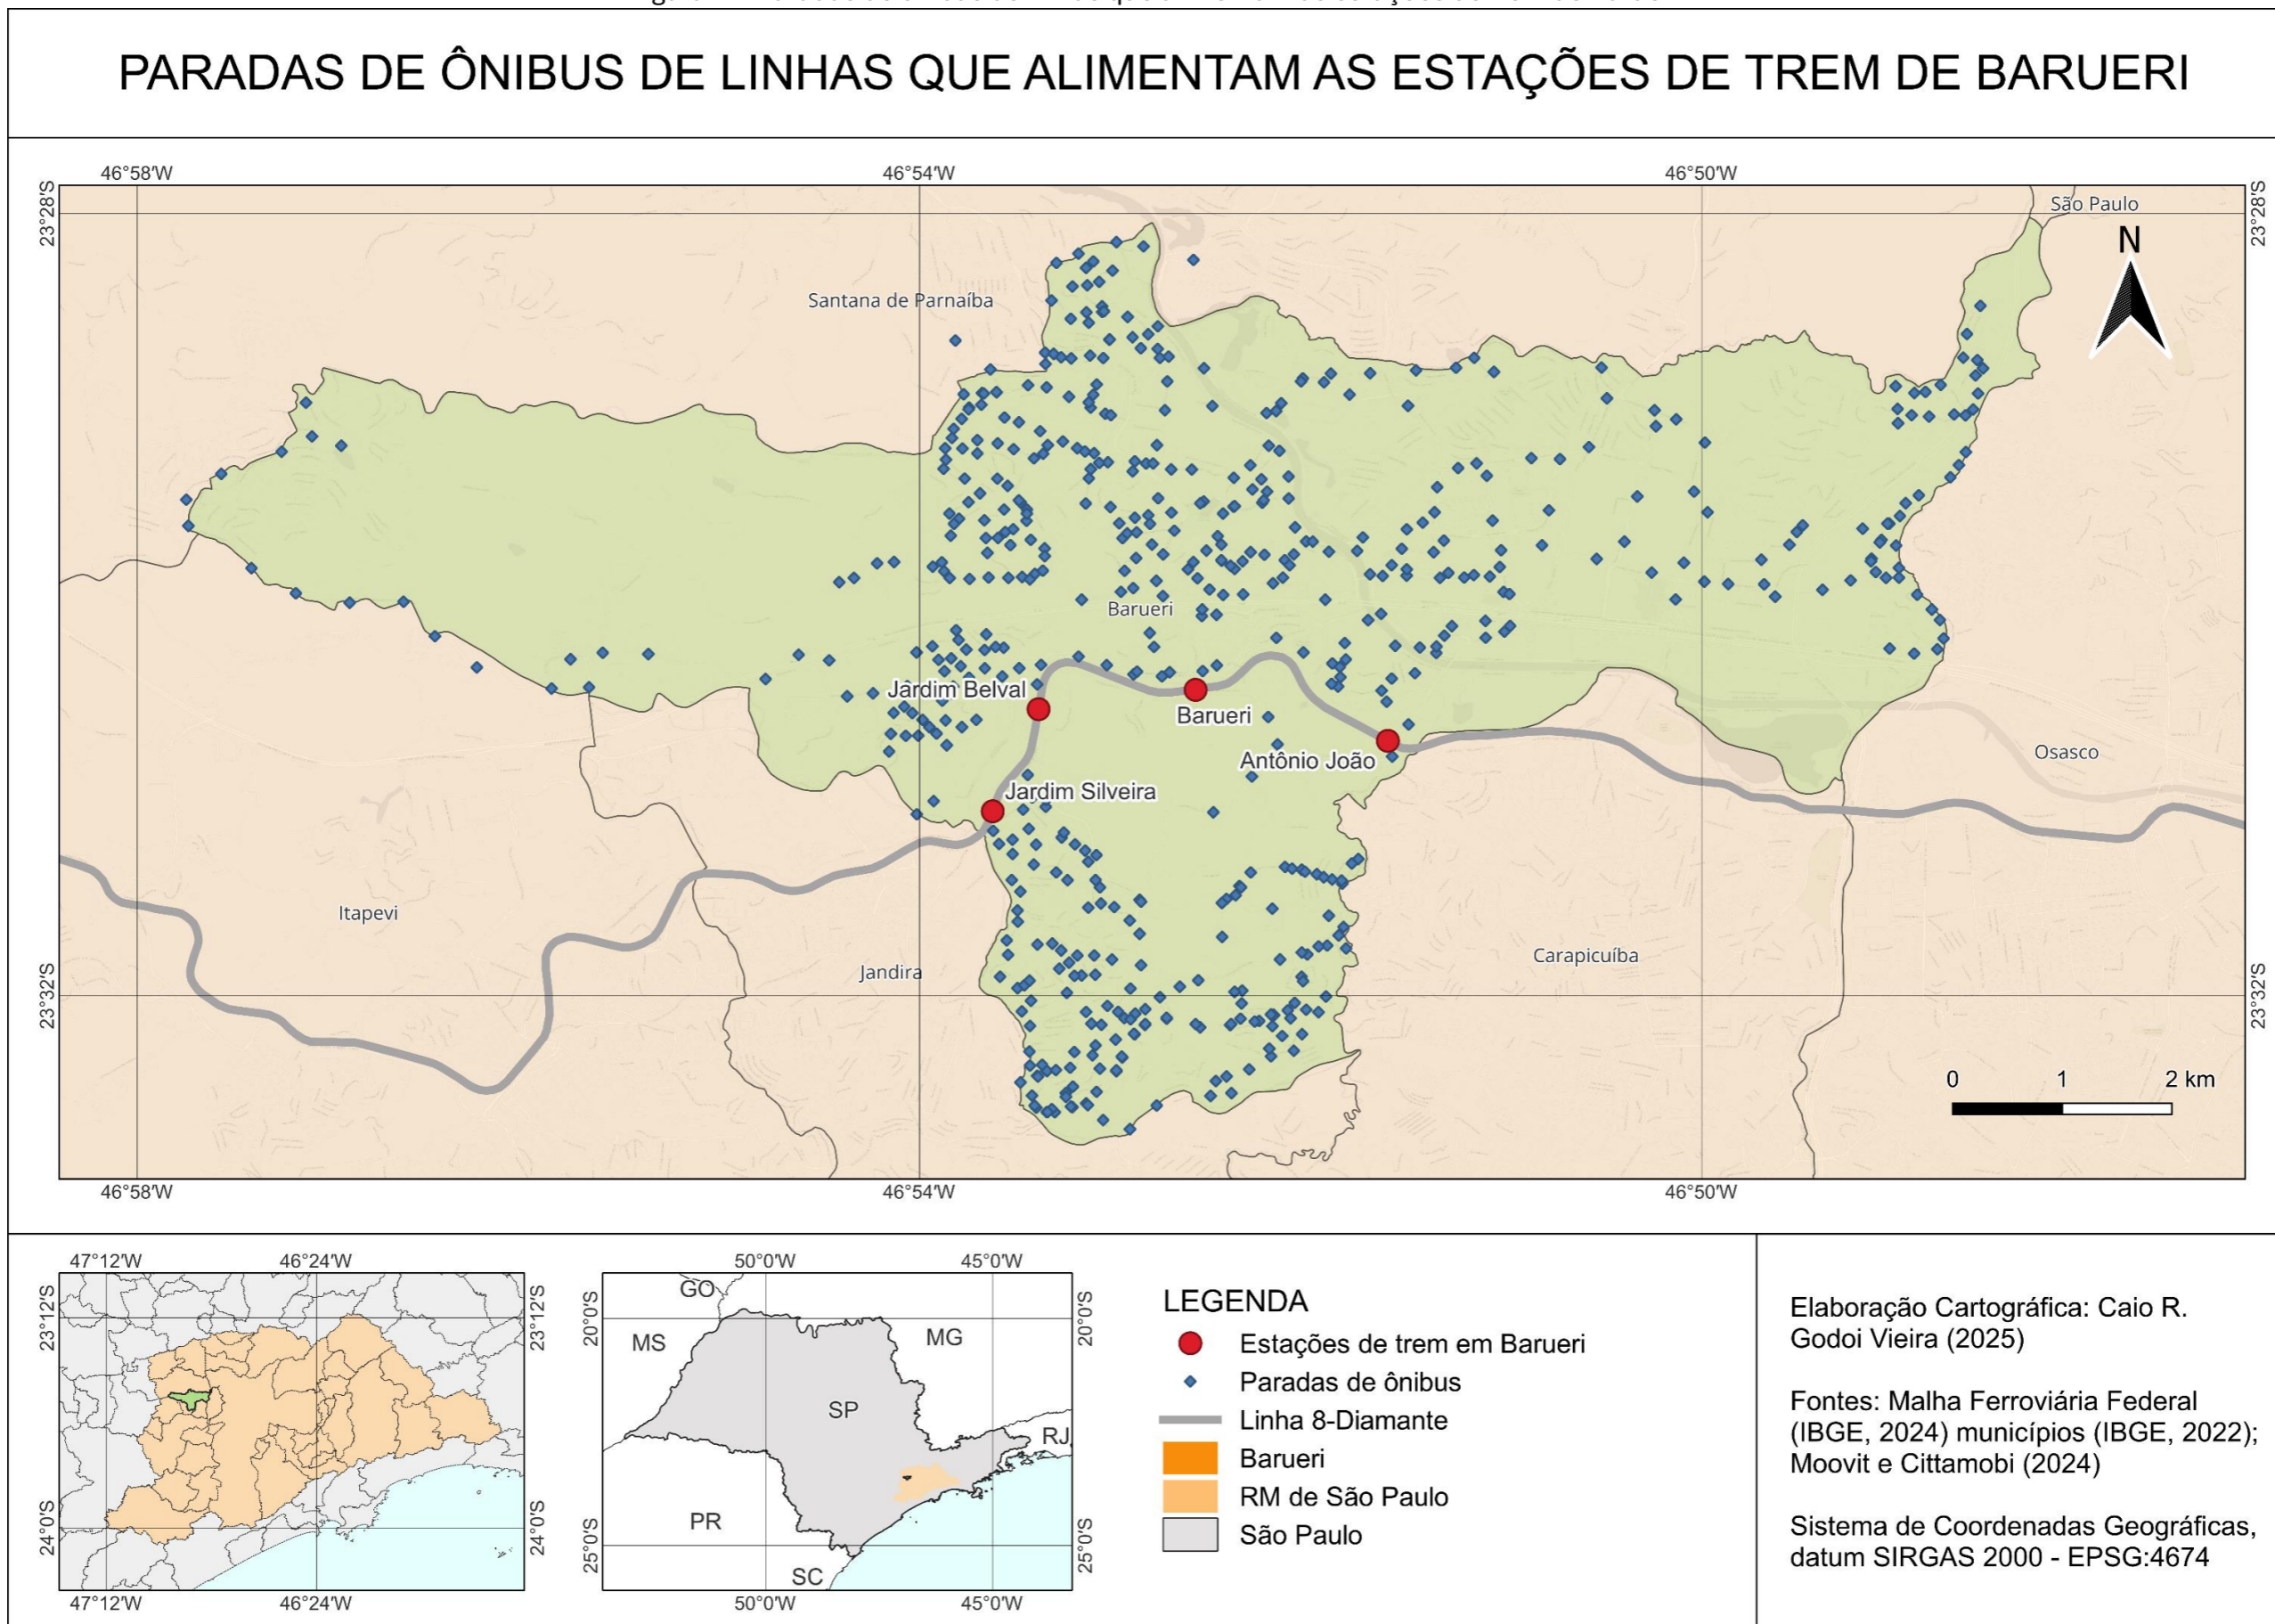 PARADAS DE ÔNIBUS DE LINHAS QUE ALIMENTAM AS ESTAÇÕES DE TREM DE BARUERI
46°58'W
46°54'W
46°50'W
23°28'S
23°28'S
São Paulo
N
Santana de Parnaíba
Barueri
Jardim Belval
Barueri
Antônio João
Osasco
Jardim Silveira
Itapevi
Jandira
Carapicuíba
23°32'S
23°32'S
0 1 2 km
46°58'W
46°54'W
46°50'W
47°12'W
46°24'W
23°12'S
23°12'S
24°0'S
24°0'S
47°12'W
46°24'W
50°0'W
45°0'W
20°0'S
20°0'S
GO
MS
MG
SP
RJ
PR
SC
25°0'S
25°0'S
50°0'W
45°0'W
LEGENDA
Estações de trem em Barueri
Paradas de ônibus
Linha 8-Diamante
Barueri
RM de São Paulo
São Paulo
Elaboração Cartográfica: Caio R.
Godoi Vieira (2025)
Fontes: Malha Ferroviária Federal
(IBGE, 2024) municípios (IBGE, 2022);
Moovit e Cittamobi (2024)
Sistema de Coordenadas Geográficas,
datum SIRGAS 2000 - EPSG:4674